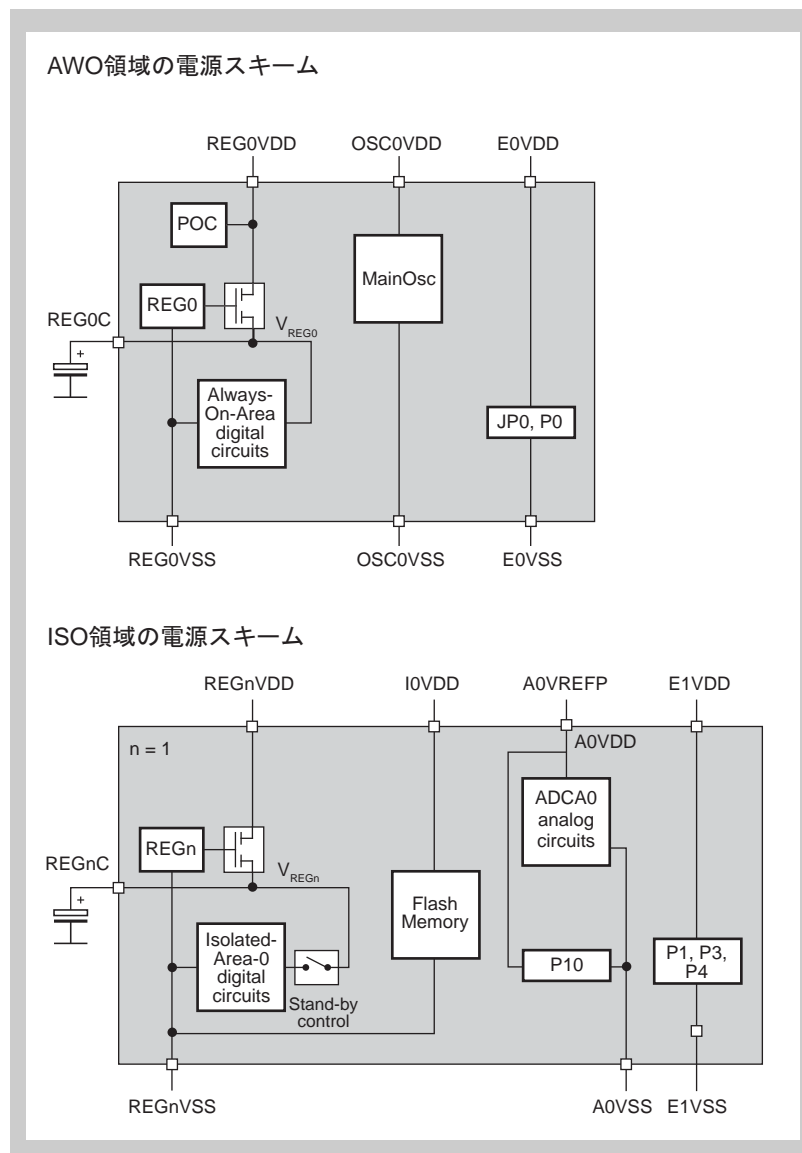 AWO領域の電源スキーム
REG0VDD
OSC0VDD
E0VDD
POC
MainOsc
REG0
REG0C
VREG0
+
Always-
On-Area
digital
circuits
JP0, P0
REG0VSS
OSC0VSS
E0VSS
ISO領域の電源スキーム
REGnVDD
I0VDD
A0VREFP
E1VDD
n = 1
A0VDD
ADCA0
analog
circuits
REGn
REGnC
VREGn
+
Flash
Memory
Isolated-
Area-0
digital
circuits
Stand-by
control
P10
P1, P3,
P4
REGnVSS
A0VSS
E1VSS